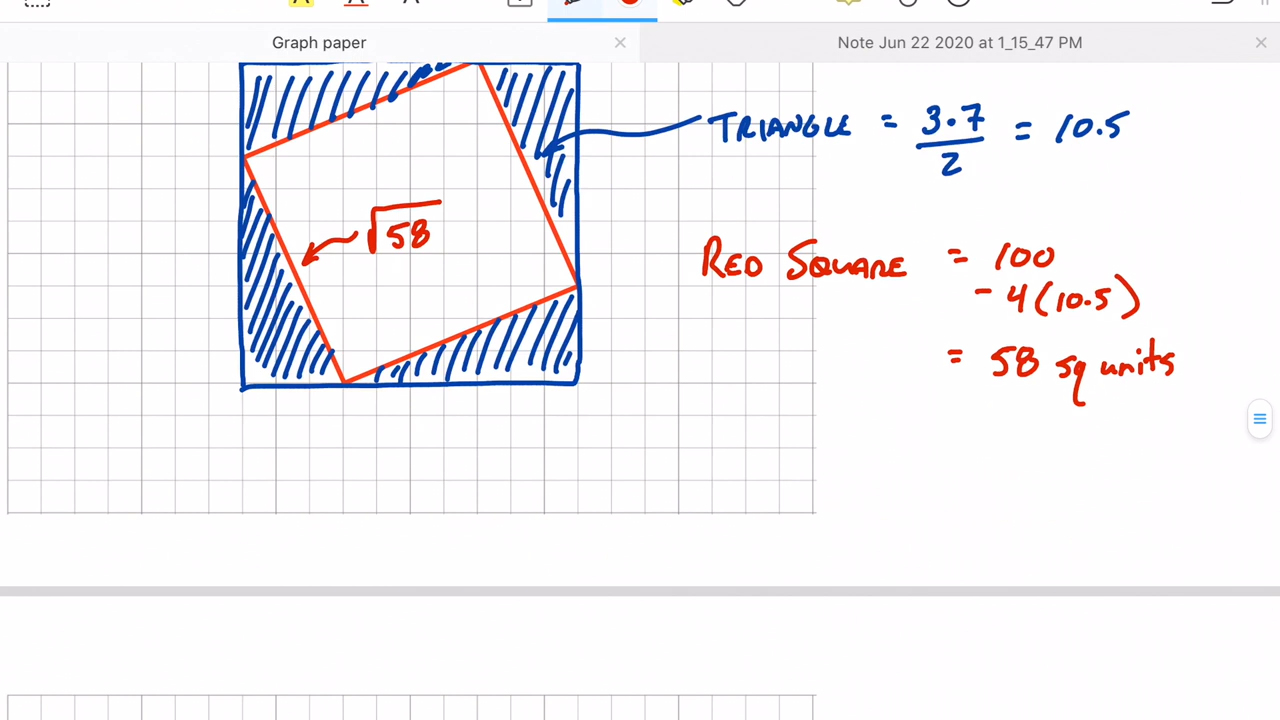 Graph paper
Note Jun 22 2020 at 1_15_47 PM
TRIANGLE = 3·7/2 = 10.5
√58
RED SQUARE = 100
- 4(10.5)
= 58 sq units